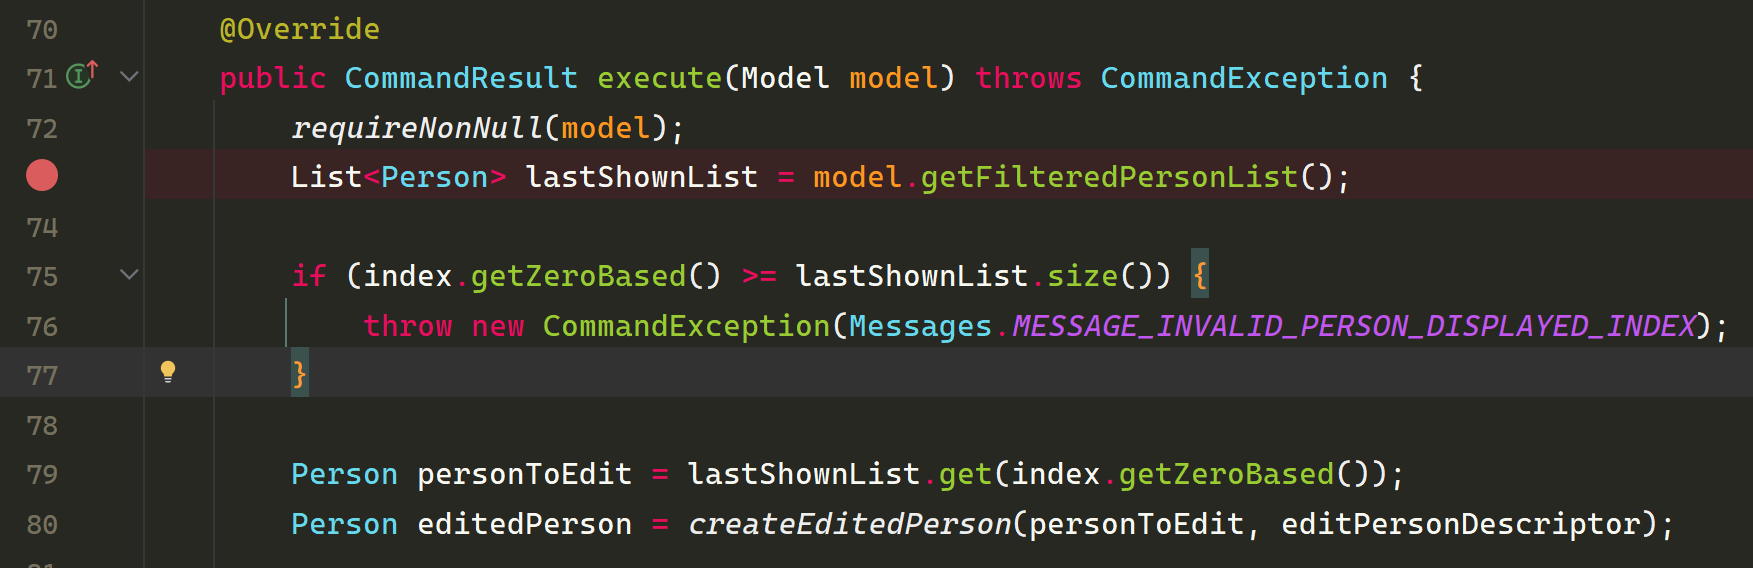 70 @Override
71 public CommandResult execute(Model model) throws CommandException {
72 requireNonNull(model);
List<Person> lastShownList = model.getFilteredPersonList();
74
75 if (index.getZeroBased() >= lastShownList.size()) {
76 throw new CommandException(Messages.MESSAGE_INVALID_PERSON_DISPLAYED_INDEX);
77 }
78
79 Person personToEdit = lastShownList.get(index.getZeroBased());
80 Person editedPerson = createEditedPerson(personToEdit, editPersonDescriptor);